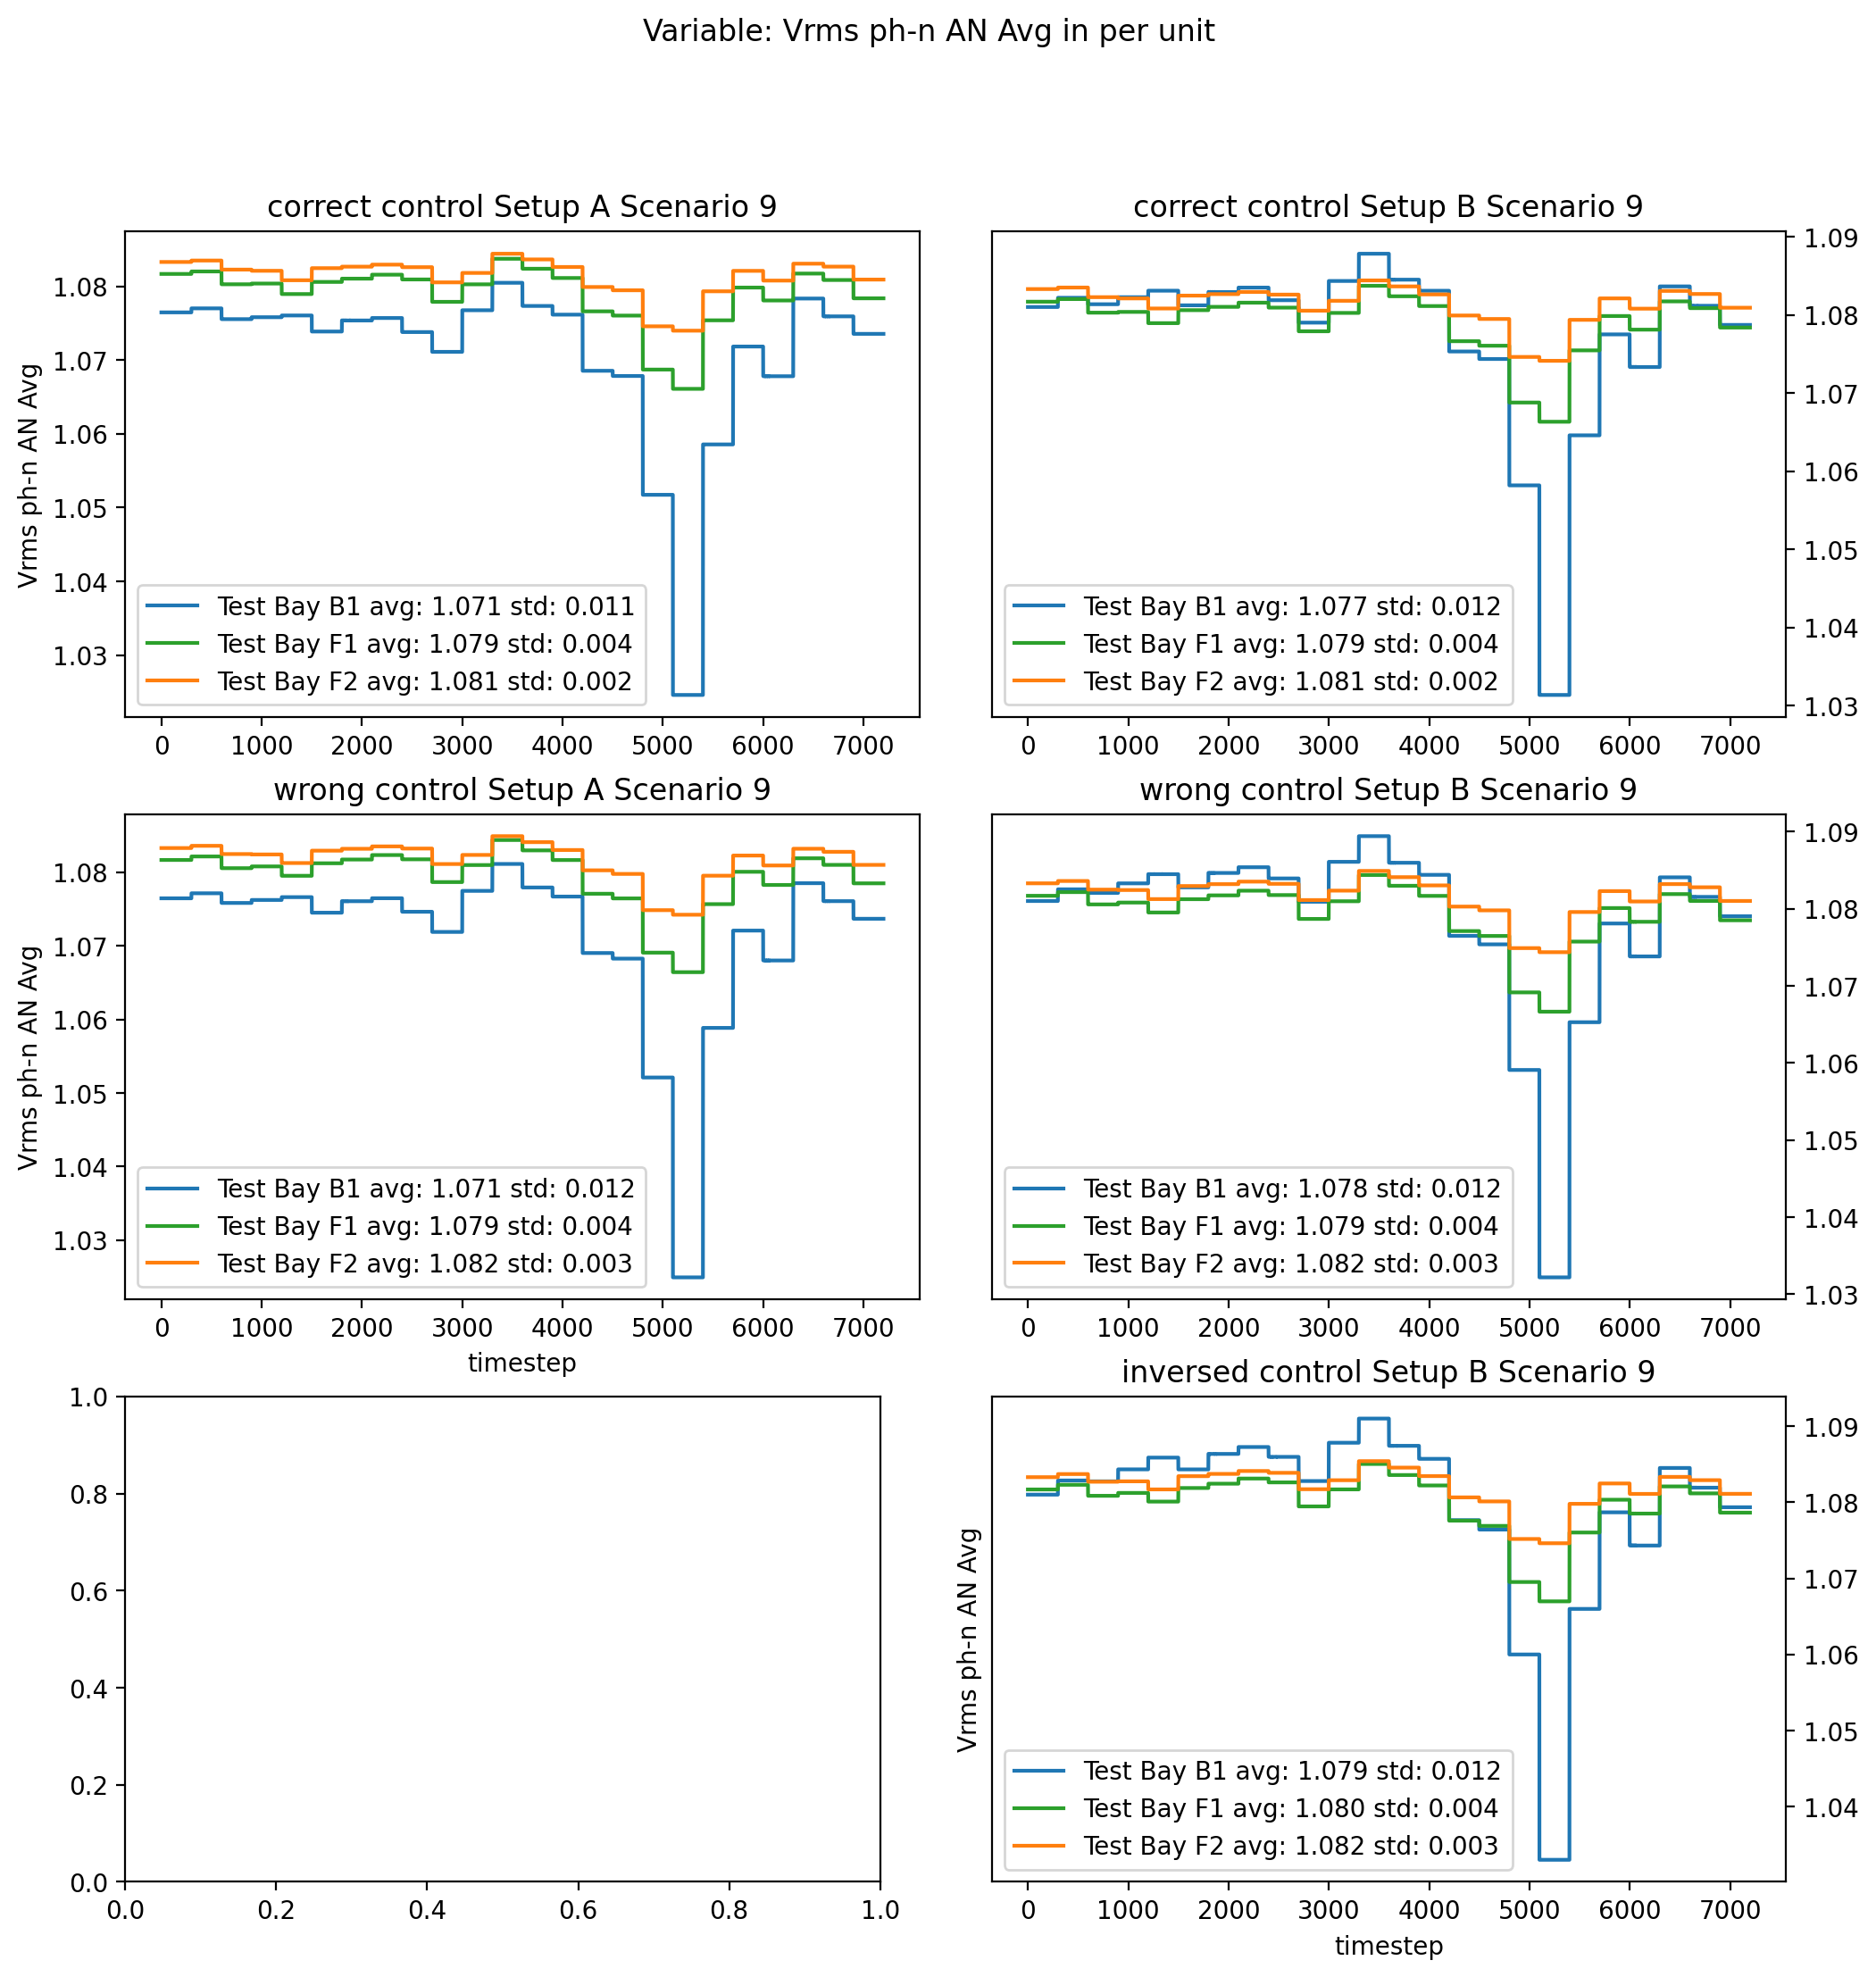 Variable: Vrms ph-n AN Avg in per unit
correct control Setup A Scenario 9
Vrms ph-n AN Avg
1.08
1.07
1.06
1.05
1.04
1.03
Test Bay B1 avg: 1.071 std: 0.011
Test Bay F1 avg: 1.079 std: 0.004
Test Bay F2 avg: 1.081 std: 0.002
0 1000 2000 3000 4000 5000 6000 7000
correct control Setup B Scenario 9
1.09
1.08
1.07
1.06
1.05
1.04
1.03
Test Bay B1 avg: 1.077 std: 0.012
Test Bay F1 avg: 1.079 std: 0.004
Test Bay F2 avg: 1.081 std: 0.002
0 1000 2000 3000 4000 5000 6000 7000
wrong control Setup A Scenario 9
Vrms ph-n AN Avg
1.08
1.07
1.06
1.05
1.04
1.03
Test Bay B1 avg: 1.071 std: 0.012
Test Bay F1 avg: 1.079 std: 0.004
Test Bay F2 avg: 1.082 std: 0.003
0 1000 2000 3000 4000 5000 6000 7000
timestep
wrong control Setup B Scenario 9
1.09
1.08
1.07
1.06
1.05
1.04
1.03
Test Bay B1 avg: 1.078 std: 0.012
Test Bay F1 avg: 1.079 std: 0.004
Test Bay F2 avg: 1.082 std: 0.003
0 1000 2000 3000 4000 5000 6000 7000
1.0
0.8
0.6
0.4
0.2
0.0
0.0 0.2 0.4 0.6 0.8 1.0
inversed control Setup B Scenario 9
Vrms ph-n AN Avg
1.09
1.08
1.07
1.06
1.05
1.04
Test Bay B1 avg: 1.079 std: 0.012
Test Bay F1 avg: 1.080 std: 0.004
Test Bay F2 avg: 1.082 std: 0.003
0 1000 2000 3000 4000 5000 6000 7000
timestep